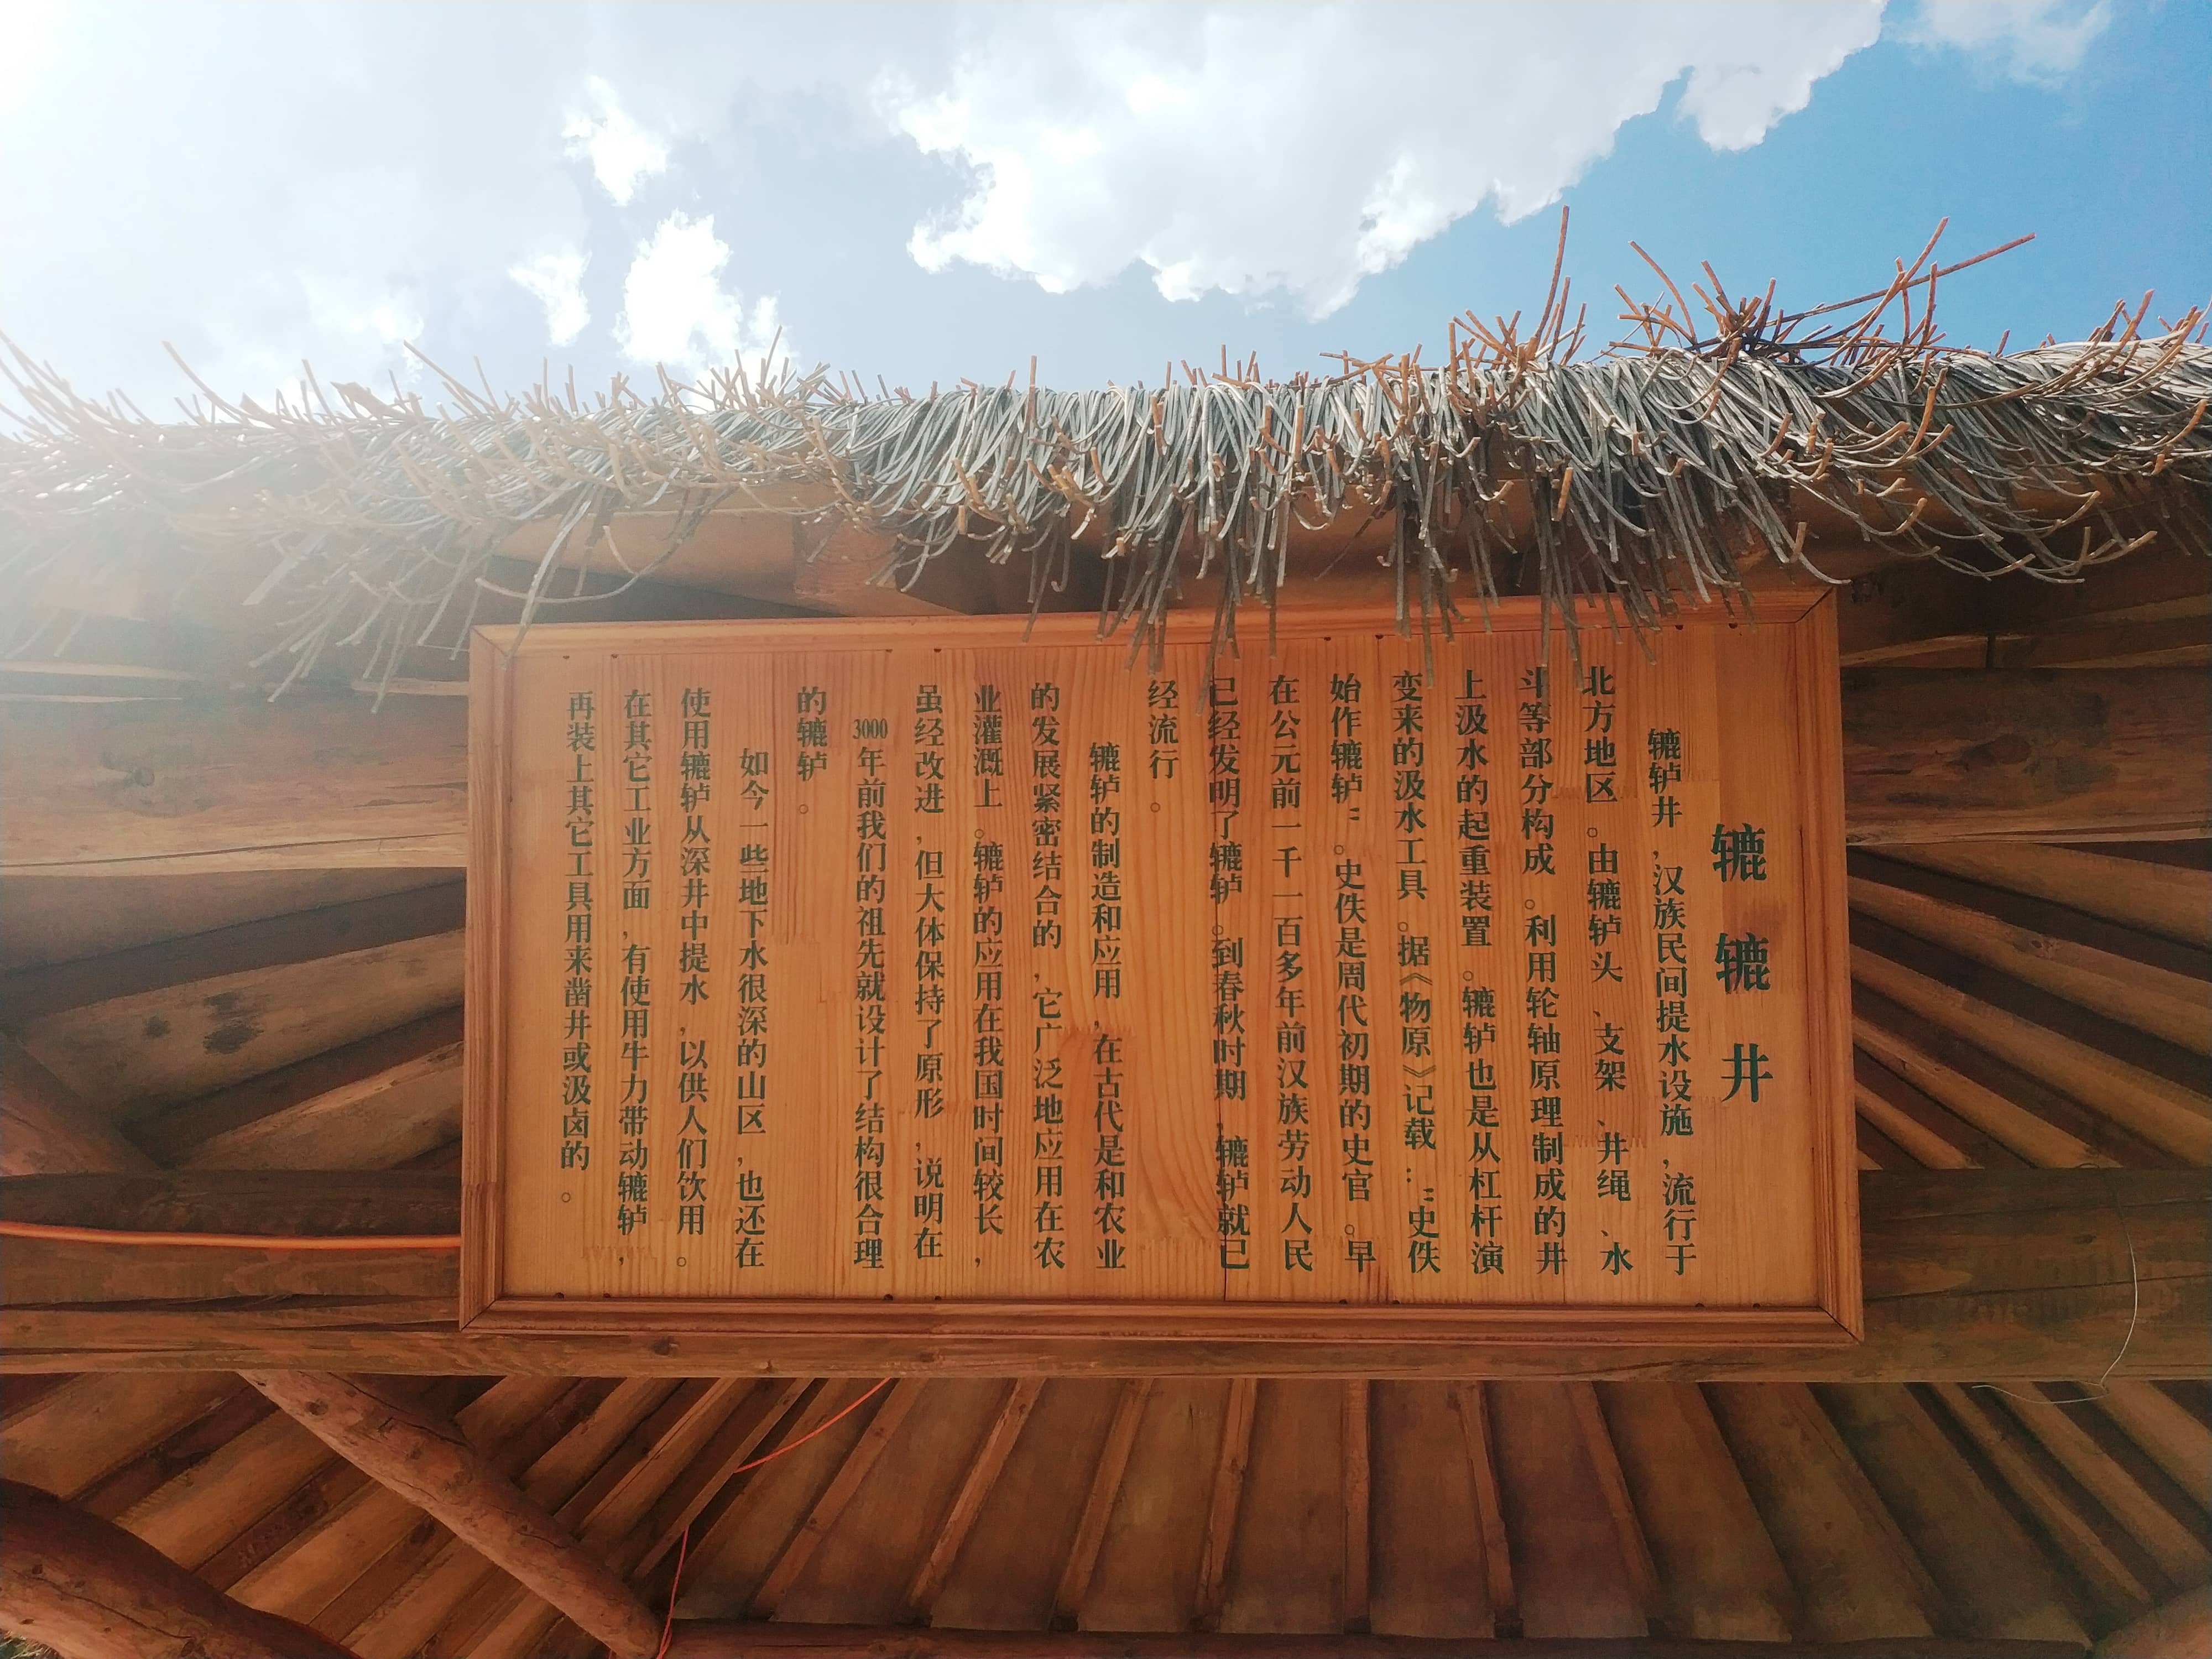 辘辘井
辘轳井，汉族民间提水设施，流行于
北方地区。由辘轳头、支架、井绳、水
斗等部分构成。利用轮轴原理制成的井
上汲水的起重装置。辘轳也是从杠杆演
变来的汲水工具。据《物原》记载：“史佚
始作辘轳”。史佚是周代初期的史官。早
在公元前一千一百多年前汉族劳动人民
已经发明了辘轳。到春秋时期，辘轳就已
经流行。
辘轳的制造和应用，在古代是和农业
的发展紧密结合的，它广泛地应用在农
业灌溉上。辘轳的应用在我国时间较长，
虽经改进，但大体保持了原形，说明在
3000年前我们的祖先就设计了结构很合理
的辘轳。
如今一些地下水很深的山区，也还在
使用辘轳从深井中提水，以供人们饮用。
在其它工业方面，有使用牛力带动辘轳，
再装上其它工具用来凿井或汲卤的。